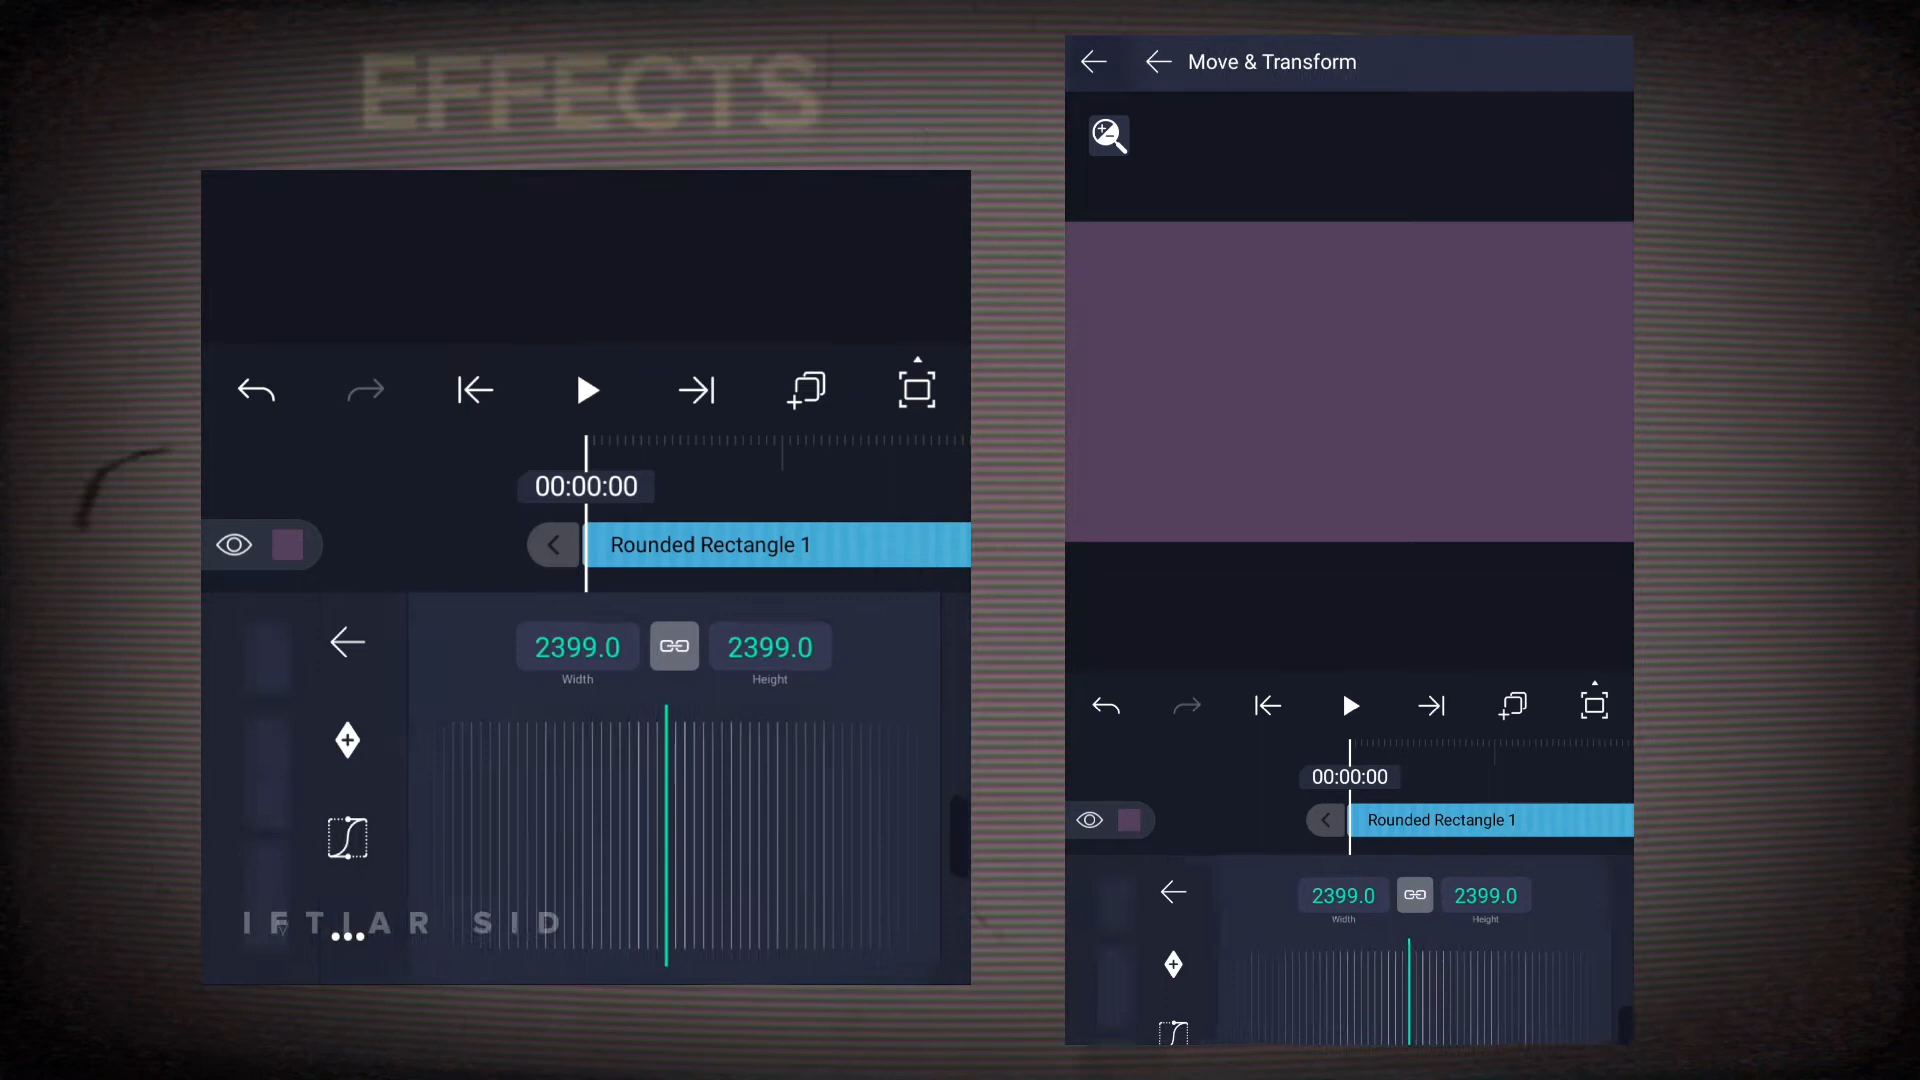 EFFECTS
00:00:00
Rounded Rectangle 1
2399.0 2399.0
Width Height
IFTIAR SID
Move & Transform
00:00:00
Rounded Rectangle 1
2399.0 2399.0
Width Height